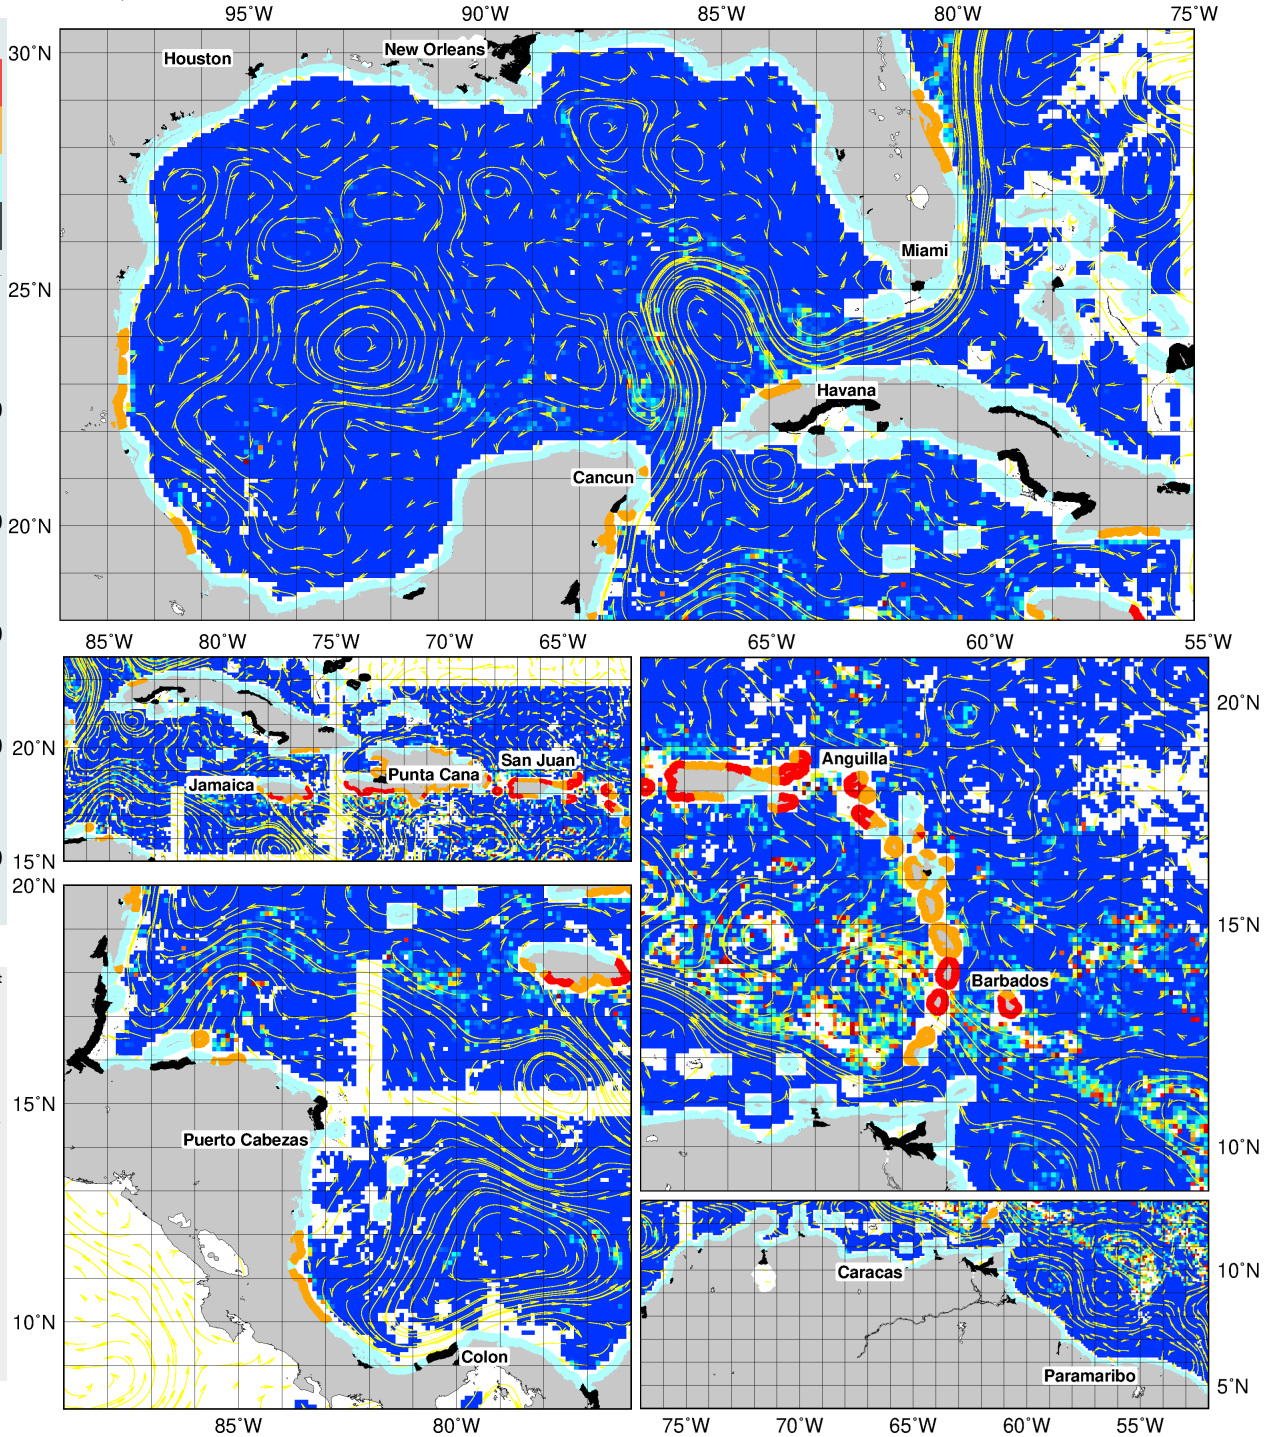 95°W 90°W 85°W 80°W 75°W
30°N
Houston
New Orleans
25°N
Miami
Havana
Cancun
20°N
85°W 80°W 75°W 70°W 65°W
65°W 60°W 55°W
20°N
San Juan
Punta Cana
Jamaica
15°N
20°N
Anguilla
15°N
Barbados
10°N
20°N
15°N
Puerto Cabezas
10°N
Colon
85°W 80°W
Caracas
10°N
Paramaribo
5°N
75°W 70°W 65°W 60°W 55°W